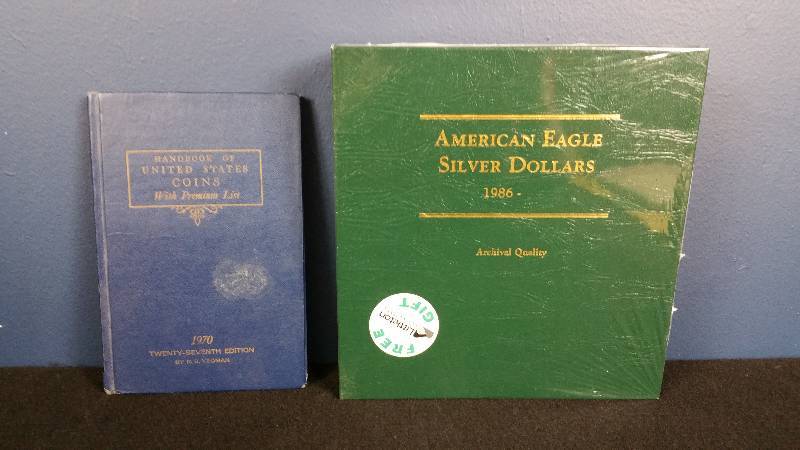 HANDBOOK OF
UNITED STATES
COINS
With Premium List
1970
TWENTY-SEVENTH EDITION
BY R. S. YEOMAN
AMERICAN EAGLE
SILVER DOLLARS
1986 -
Archival Quality
FREE
Littleton
GIFT